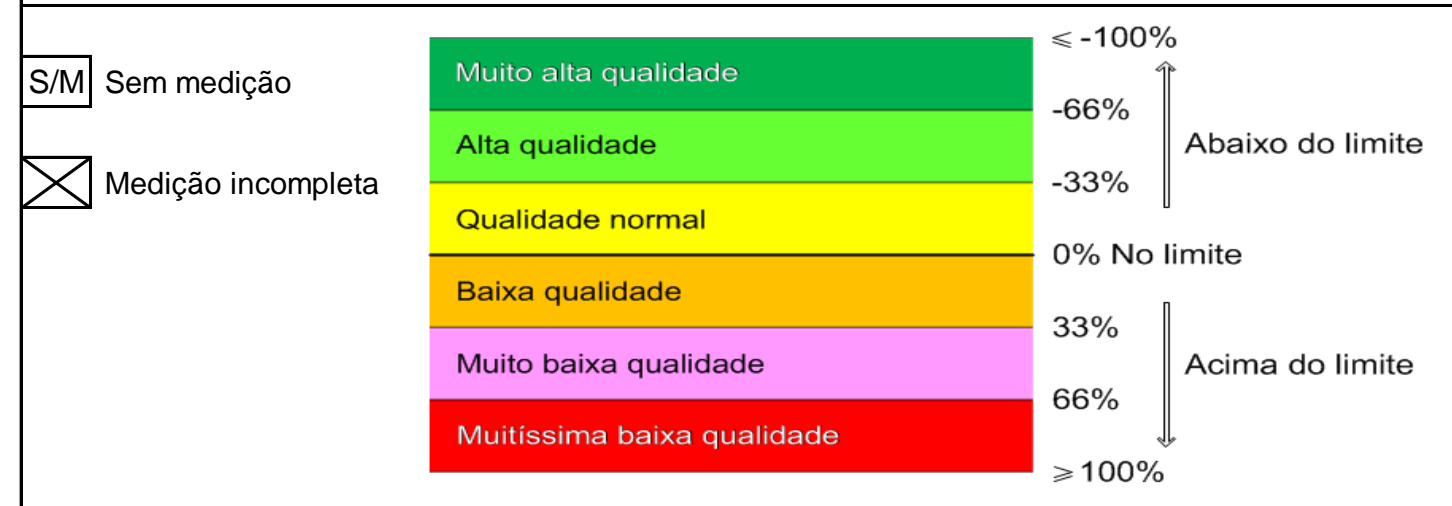 S/M Sem medição
Medição incompleta
Muito alta qualidade
Alta qualidade
Qualidade normal
Baixa qualidade
Muito baixa qualidade
Muitíssima baixa qualidade
⩽ -100%
-66%
Abaixo do limite
-33%
0% No limite
33%
Acima do limite
66%
⩾ 100%